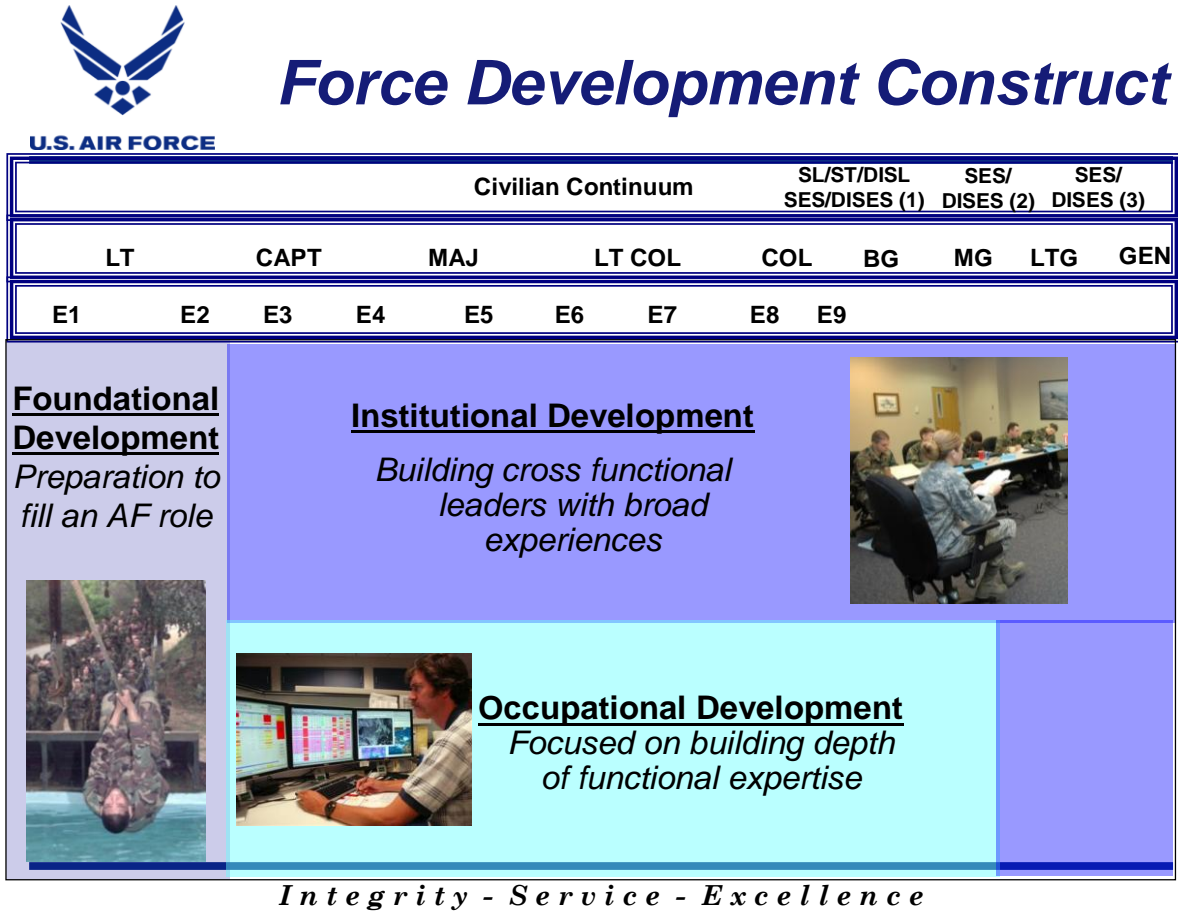 Force Development Construct
U.S. AIR FORCE
Civilian Continuum
SL/ST/DISL
SES/DISES (1)
SES/
DISES (2)
SES/
DISES (3)
LT CAPT MAJ LT COL COL BG MG LTG GEN
E1 E2 E3 E4 E5 E6 E7 E8 E9
Foundational
Development
Preparation to
fill an AF role
Institutional Development
Building cross functional
leaders with broad
experiences
Occupational Development
Focused on building depth
of functional expertise
Integrity - Service - Excellence